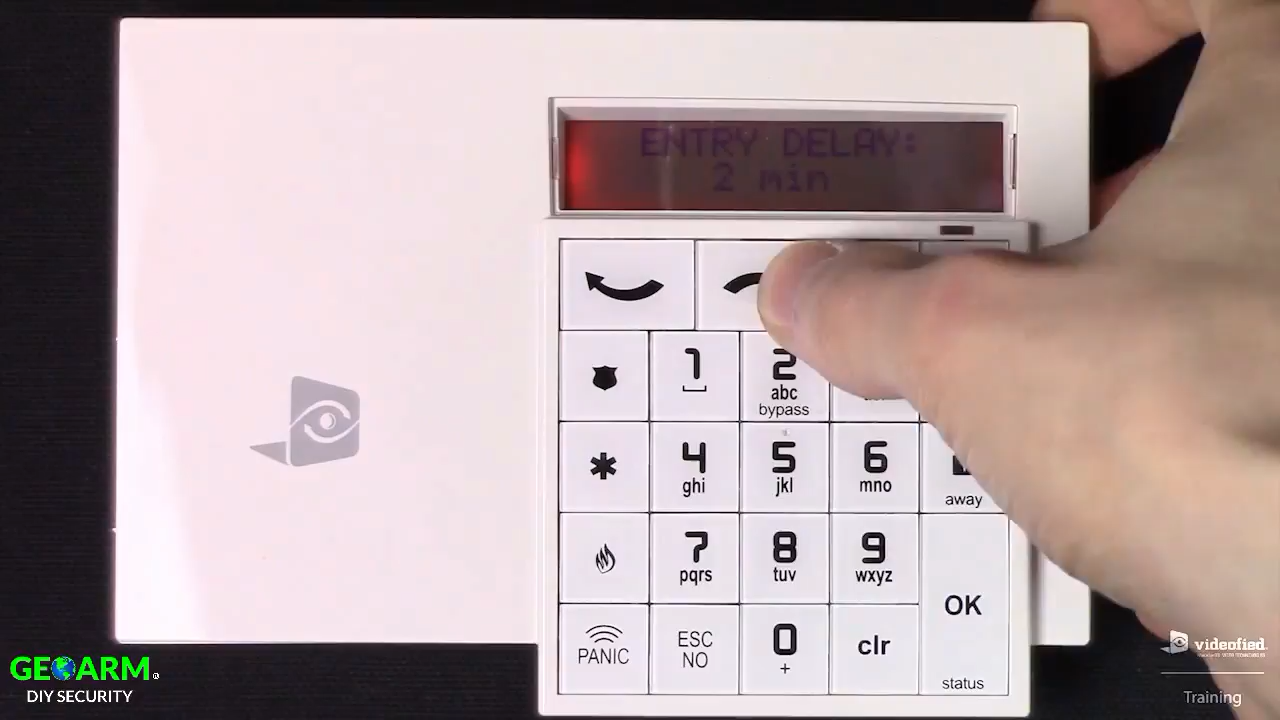 ENTRY DELAY:
2 min
1
2
abc
bypass
4
ghi
5
jkl
6
mno
away
7
pqrs
8
tuv
9
wxyz
OK
status
PANIC
ESC
NO
0
+
clr
GEOARM
DIY SECURITY
videofied
Training